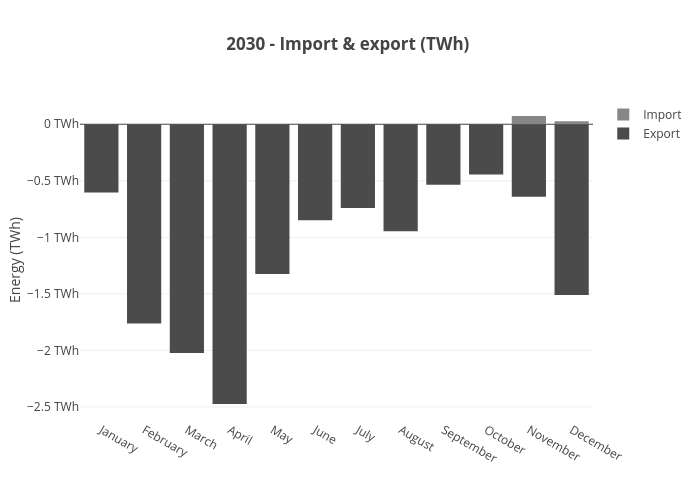 2030 - Import & export (TWh)
Import
Export
Energy (TWh)
0 TWh
−0.5 TWh
−1 TWh
−1.5 TWh
−2 TWh
−2.5 TWh
January
February
March
April
May
June
July
August
September
October
November
December